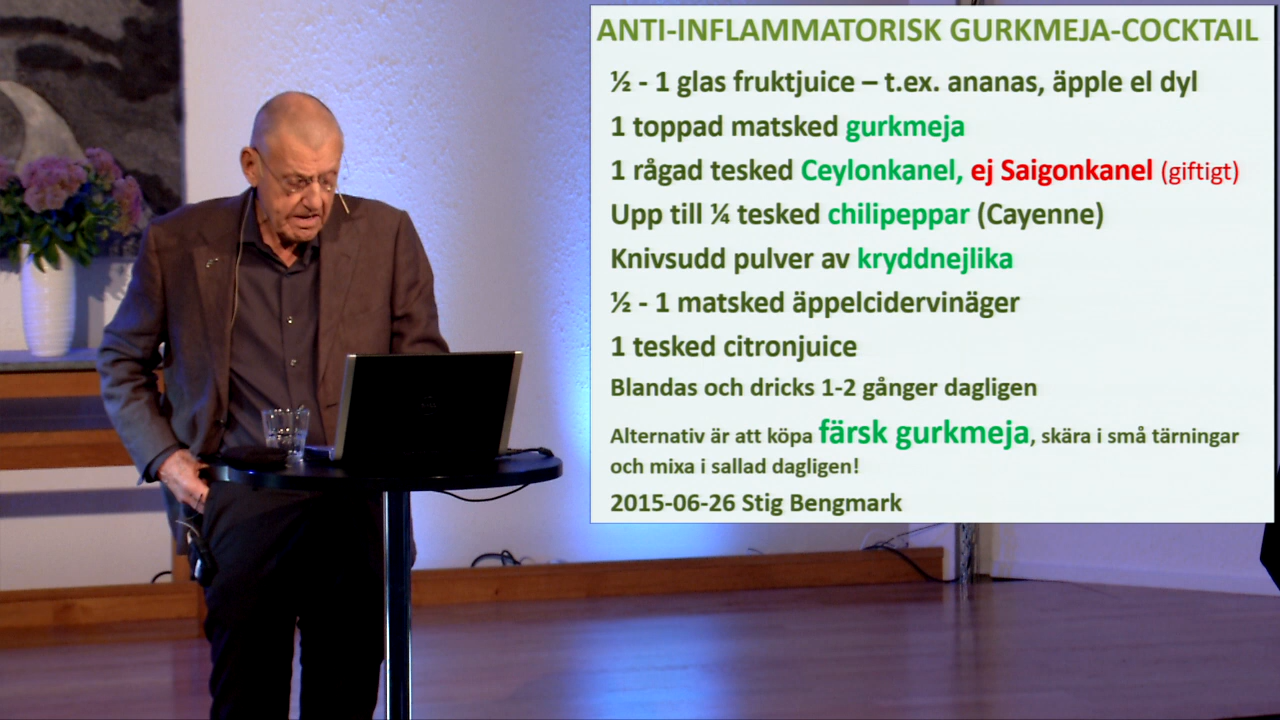 ANTI-INFLAMMATORISK GURKMEJA-COCKTAIL
½ - 1 glas fruktjuice – t.ex. ananas, äpple el dyl
1 toppad matsked gurkmeja
1 rågad tesked Ceylonkanel, ej Saigonkanel (giftigt)
Upp till ¼ tesked chilipeppar (Cayenne)
Knivsudd pulver av kryddnejlika
½ - 1 matsked äppelcidervinäger
1 tesked citronjuice
Blandas och dricks 1-2 gånger dagligen
Alternativ är att köpa färsk gurkmeja, skära i små tärningar
och mixa i sallad dagligen!
2015-06-26 Stig Bengmark